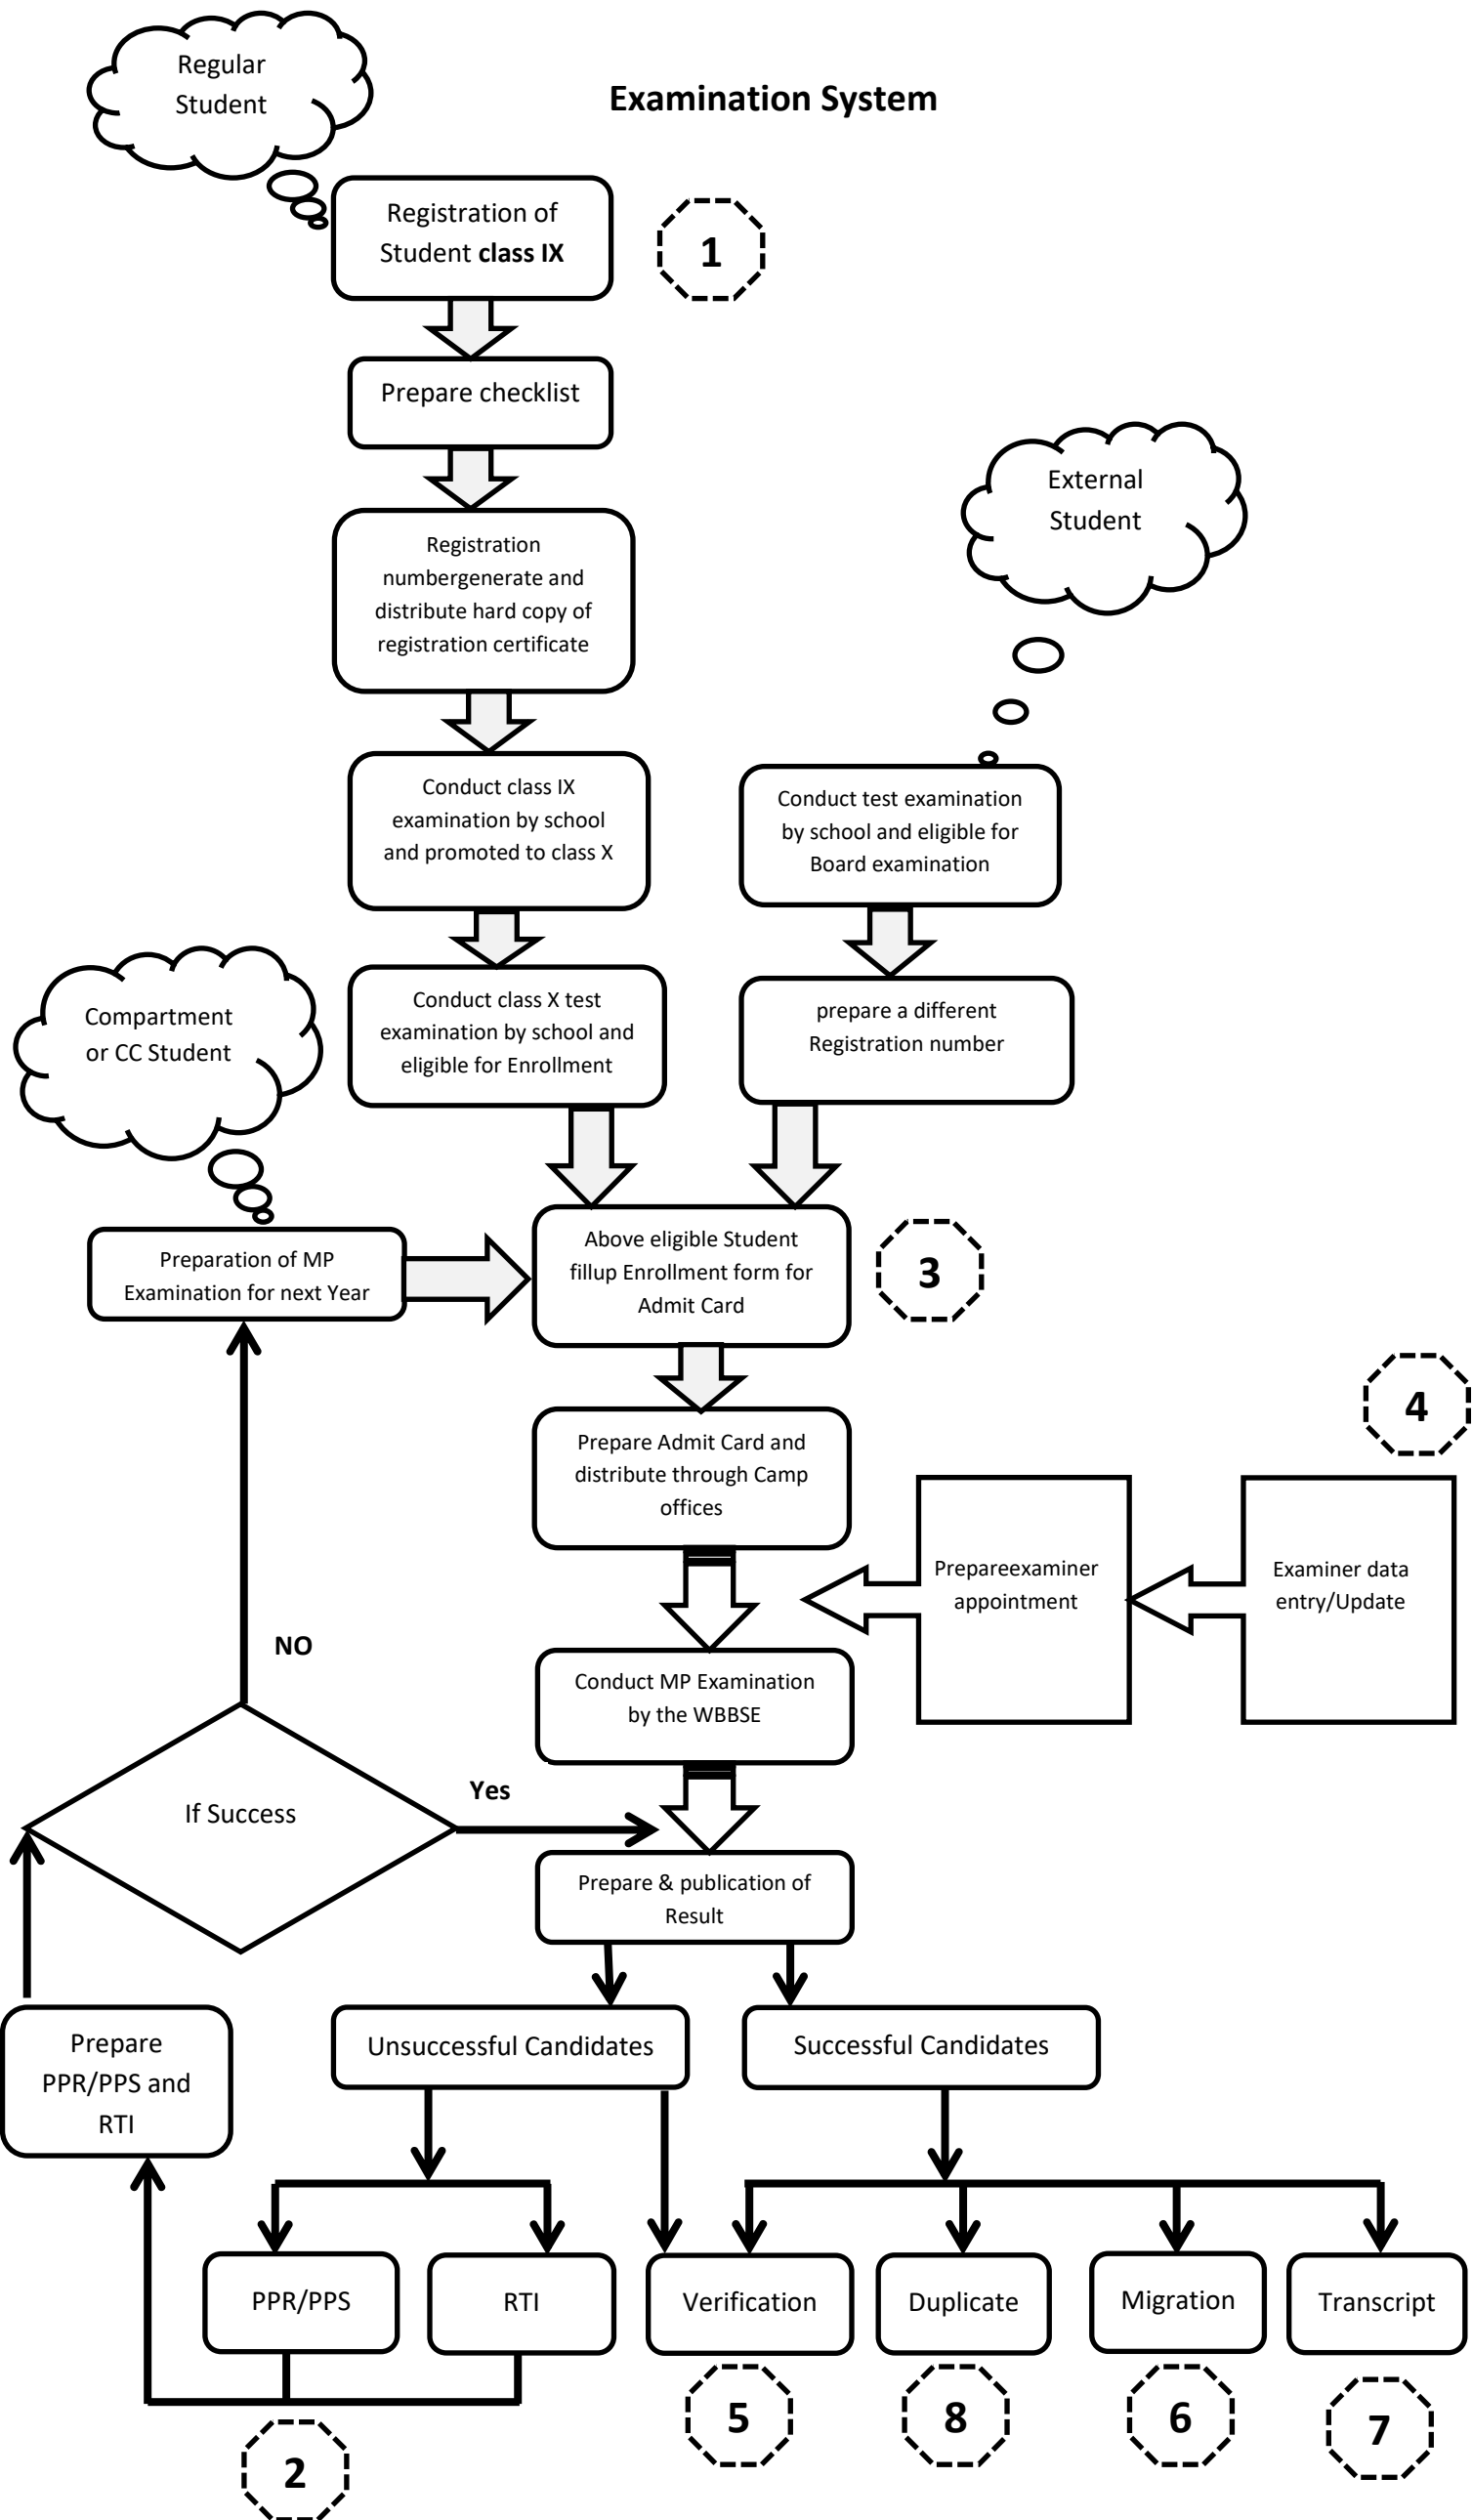 Regular
Student
Examination System
Registration of
Student class IX
1
Prepare checklist
External
Student
Registration
numbergenerate and
distribute hard copy of
registration certificate
Conduct class IX
examination by school
and promoted to class X
Conduct test examination
by school and eligible for
Board examination
Compartment
or CC Student
Conduct class X test
examination by school and
eligible for Enrollment
prepare a different
Registration number
Preparation of MP
Examination for next Year
Above eligible Student
fillup Enrollment form for
Admit Card
3
4
Prepare Admit Card and
distribute through Camp
offices
Prepareexaminer
appointment
Examiner data
entry/Update
NO
Conduct MP Examination
by the WBBSE
If Success
Yes
Prepare & publication of
Result
Prepare
PPR/PPS and
RTI
Unsuccessful Candidates
Successful Candidates
PPR/PPS
RTI
Verification
Duplicate
Migration
Transcript
5
8
6
7
2